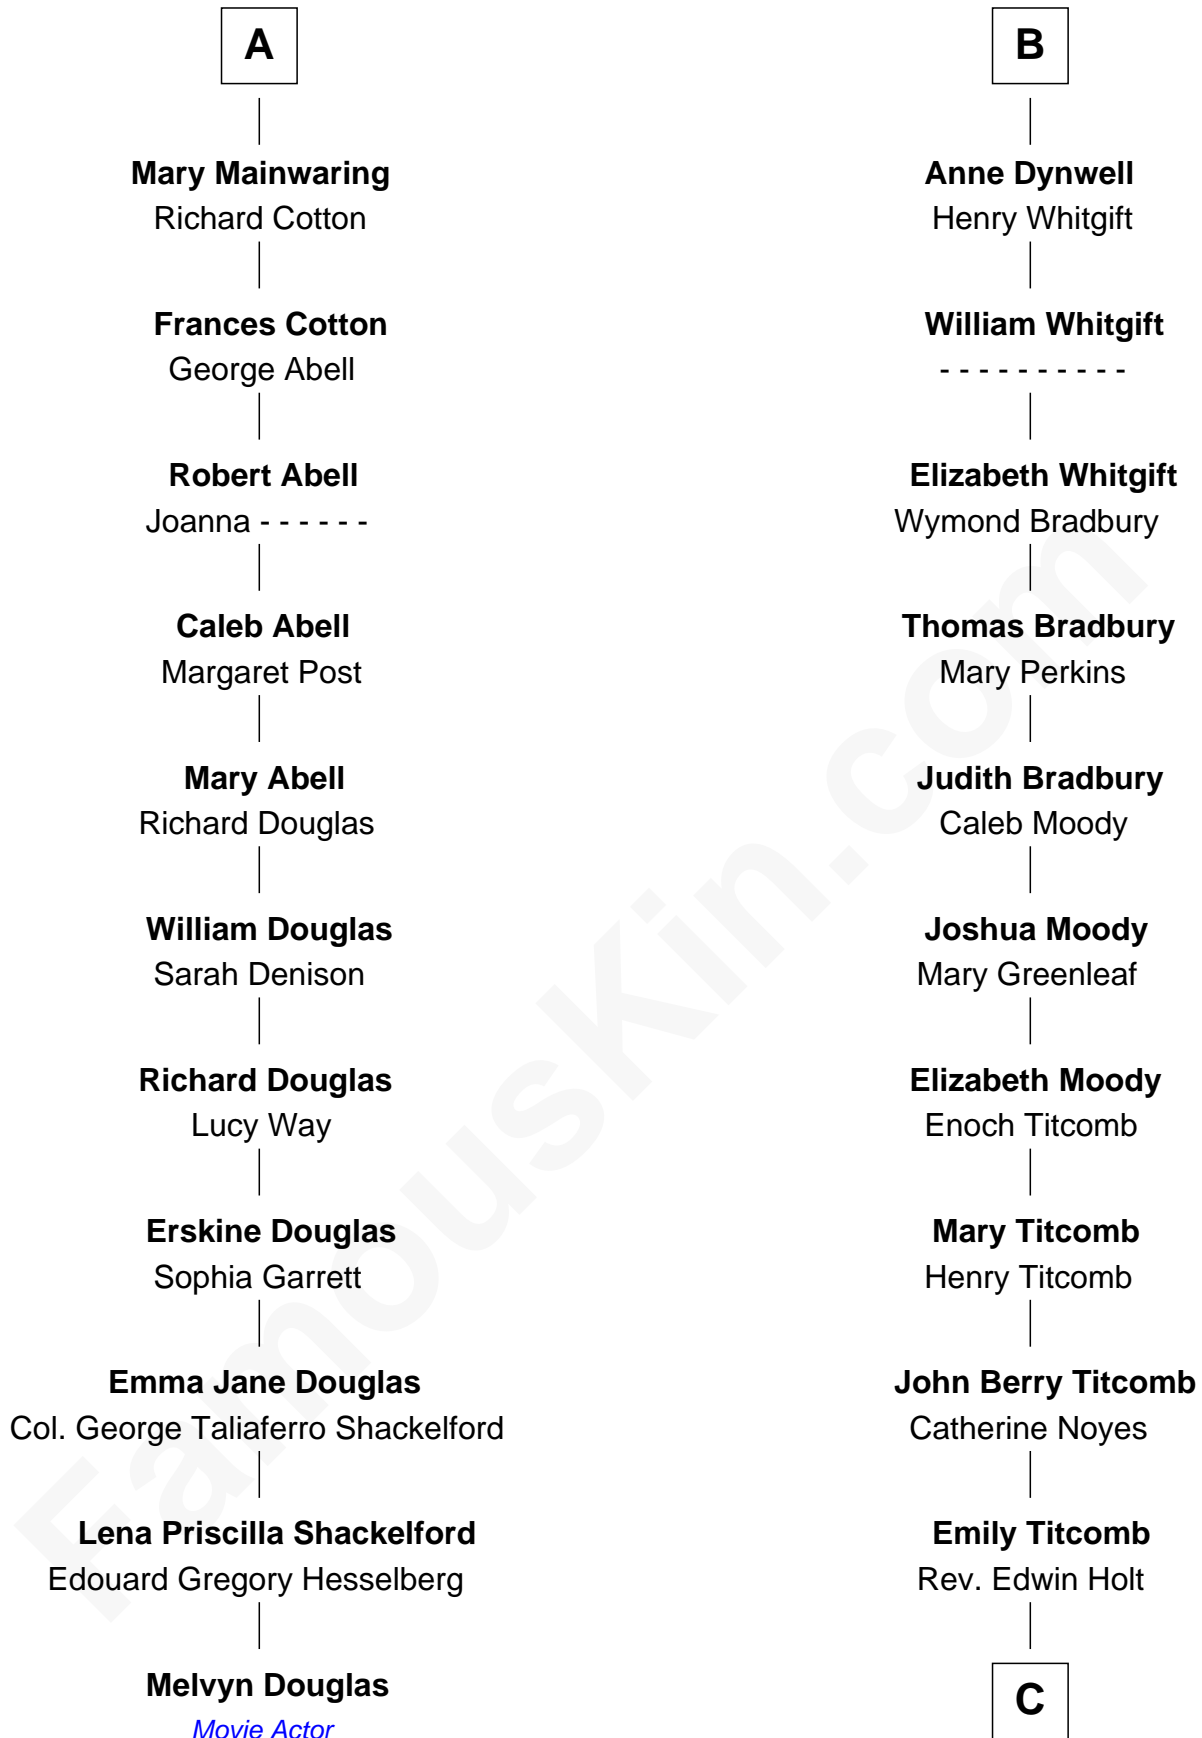 A
Mary Mainwaring
Richard Cotton
Frances Cotton
George Abell
Robert Abell
Joanna - - - - - -
Caleb Abell
Margaret Post
Mary Abell
Richard Douglas
William Douglas
Sarah Denison
Richard Douglas
Lucy Way
Erskine Douglas
Sophia Garrett
Emma Jane Douglas
Col. George Taliaferro Shackelford
Lena Priscilla Shackelford
Edouard Gregory Hesselberg
Melvyn Douglas
Movie Actor
B
Anne Dynwell
Henry Whitgift
William Whitgift
- - - - - - - - - -
Elizabeth Whitgift
Wymond Bradbury
Thomas Bradbury
Mary Perkins
Judith Bradbury
Caleb Moody
Joshua Moody
Mary Greenleaf
Elizabeth Moody
Enoch Titcomb
Mary Titcomb
Henry Titcomb
John Berry Titcomb
Catherine Noyes
Emily Titcomb
Rev. Edwin Holt
C
FamousKin.com